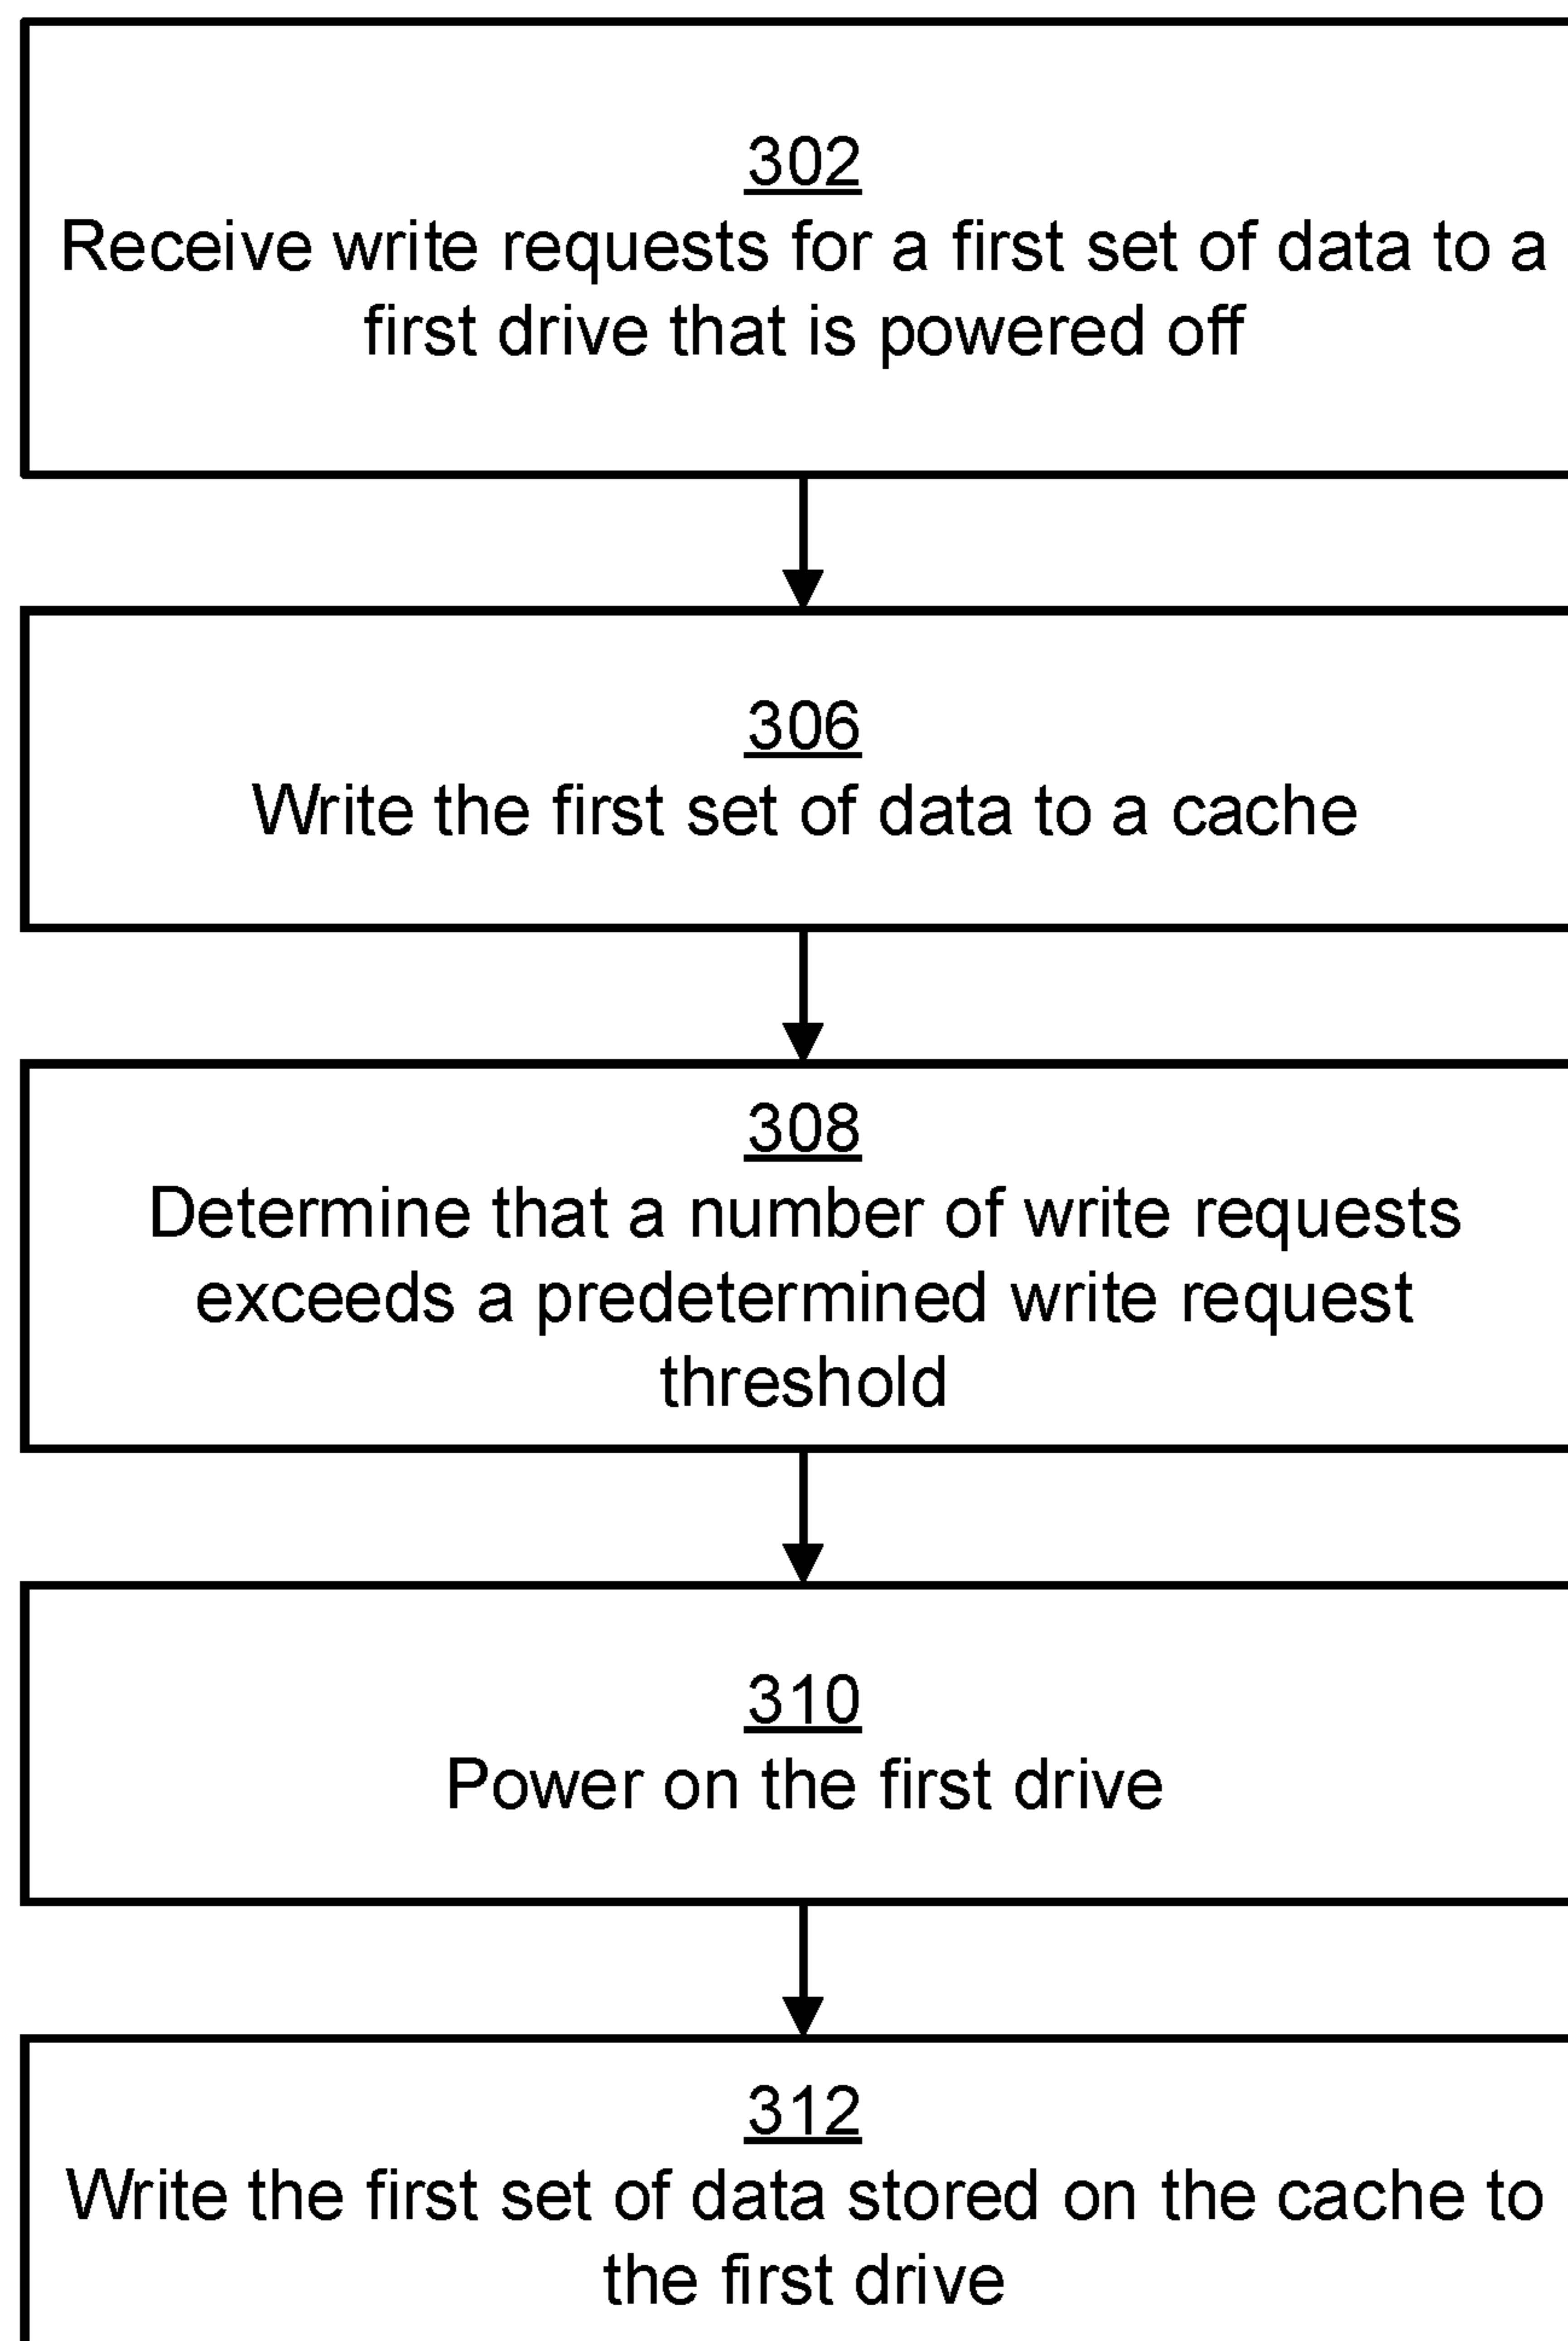 302
Receive write requests for a first set of data to a
first drive that is powered off
306
Write the first set of data to a cache
308
Determine that a number of write requests
exceeds a predetermined write request
threshold
310
Power on the first drive
312
Write the first set of data stored on the cache to
the first drive